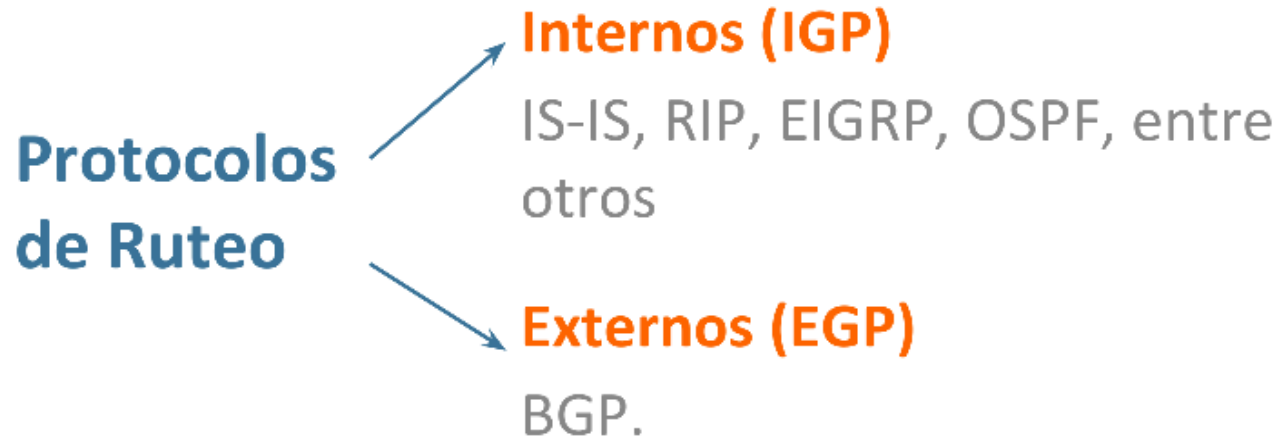 Protocolos
de Ruteo
Internos (IGP)
IS-IS, RIP, EIGRP, OSPF, entre
otros
Externos (EGP)
BGP.